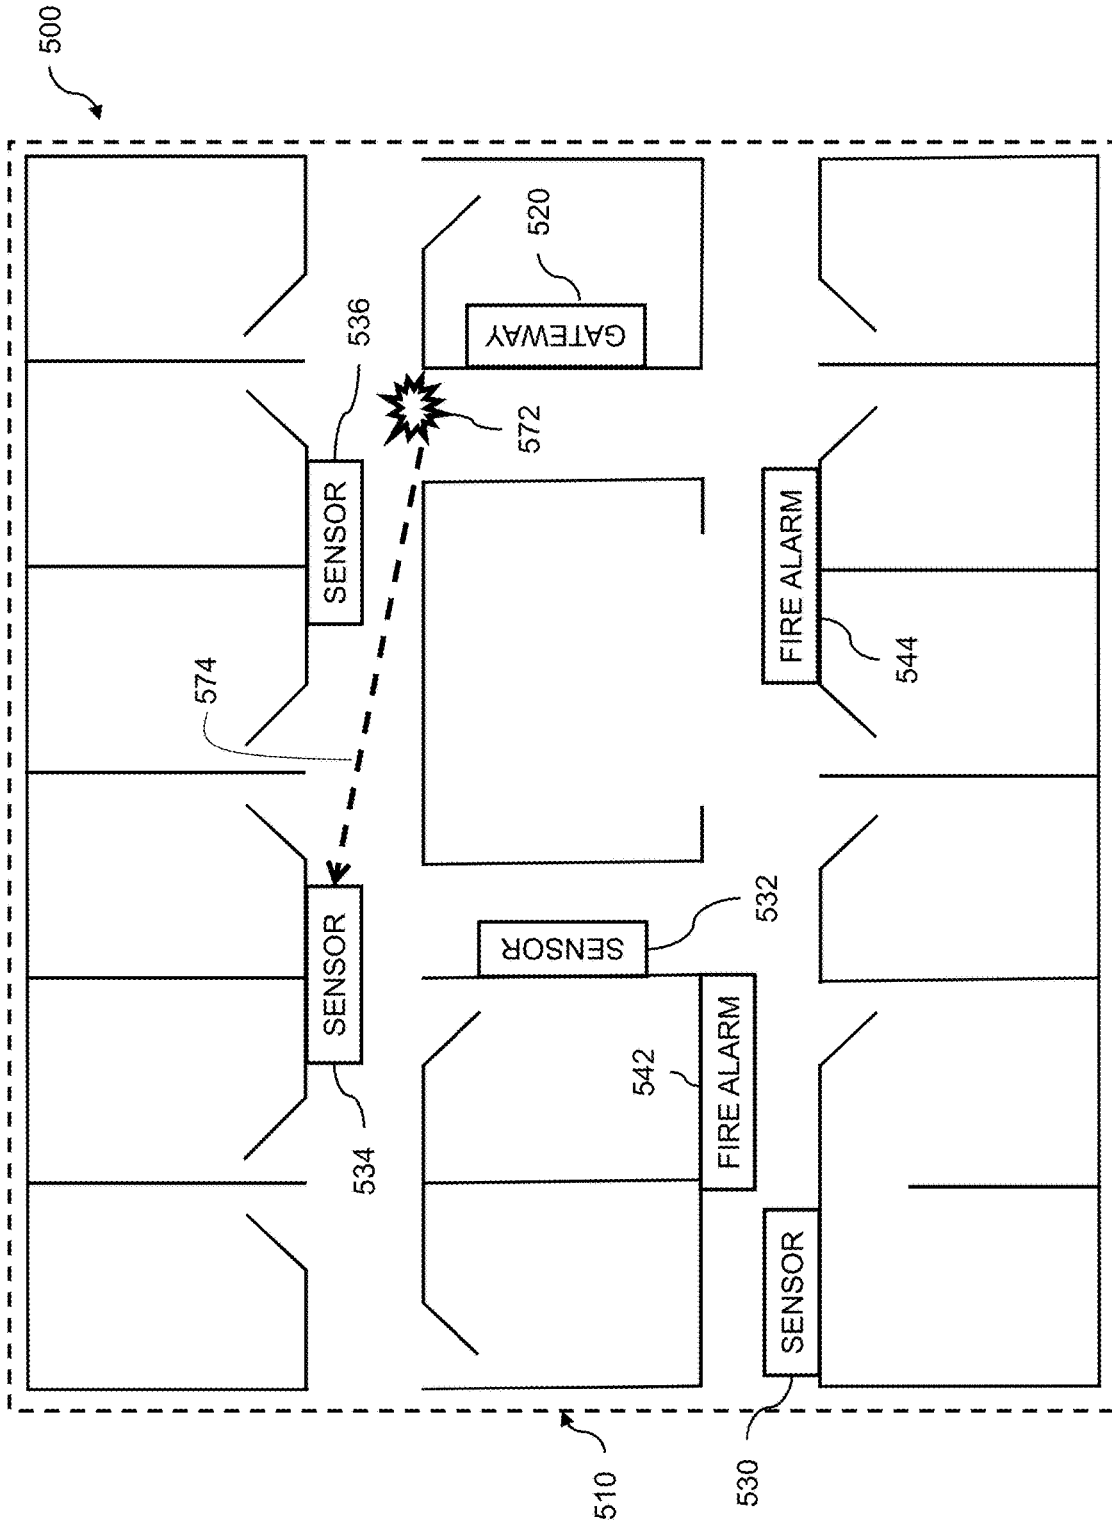 500
536
SENSOR
574
SENSOR
534
520
GATEWAY
572
SENSOR
532
542
FIRE ALARM
FIRE ALARM
544
SENSOR
530
510